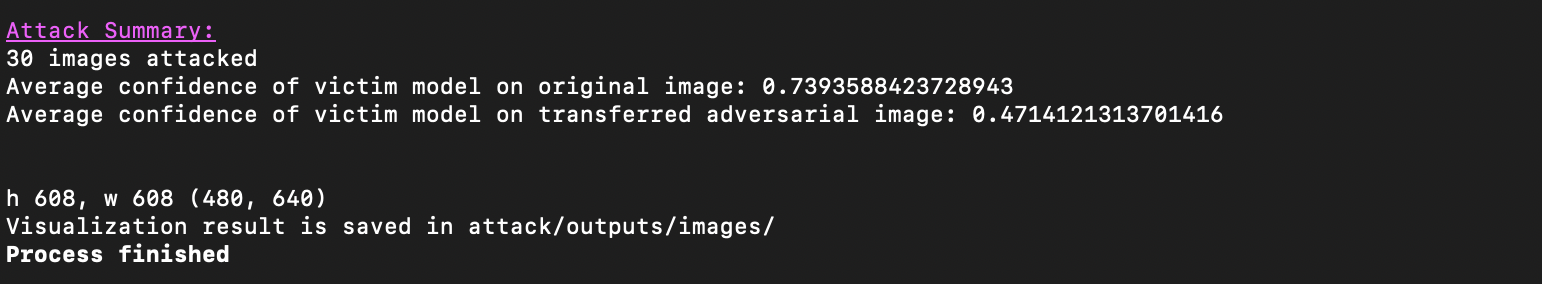 Attack Summary:
30 images attacked
Average confidence of victim model on original image: 0.7393588423728943
Average confidence of victim model on transferred adversarial image: 0.4714121313701416
h 608, w 608 (480, 640)
Visualization result is saved in attack/outputs/images/
Process finished